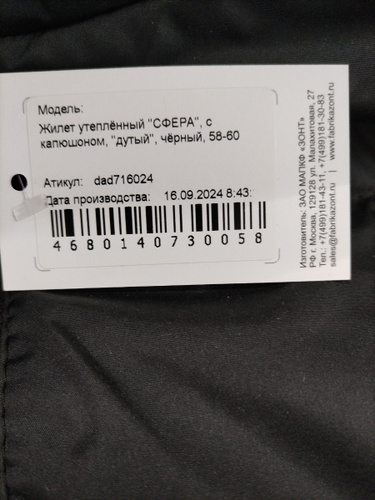 Модель:
Жилет утеплённый "СФЕРА", с
капюшоном, "дутый", чёрный, 58-60
Атикул: dad716024
Дата производства: 16.09.2024 8:43:
4680140730058
Изготовитель: ЗАО МАПКФ «ЗОНТ»
РФ г. Москва, 129128 ул. Малахитовая, 27
Тел.: +7(499)181-43-11, +7(499)181-30-83
sales@fabrikazont.ru | www.fabrikazont.ru